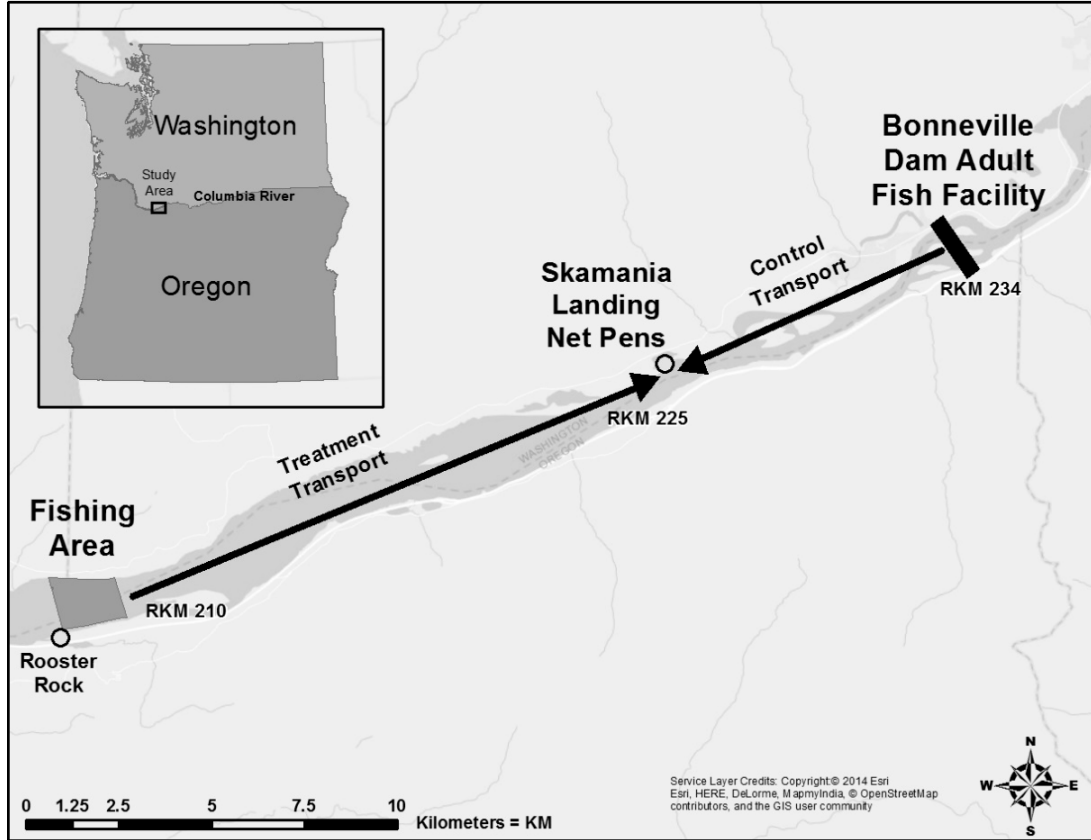 Washington
Study
Area
Columbia River
Oregon
Bonneville
Dam Adult
Fish Facility
RKM 234
Control
Transport
Skamania
Landing
Net Pens
RKM 225
WASHINGTON
OREGON
Treatment
Transport
Fishing
Area
RKM 210
Rooster
Rock
0 1.25 2.5 5 7.5 10
Kilometers = KM
Service Layer Credits: Copyright:© 2014 Esri
Esri, HERE, DeLorme, MapmyIndia, © OpenStreetMap
contributors, and the GIS user community
N
W E
S